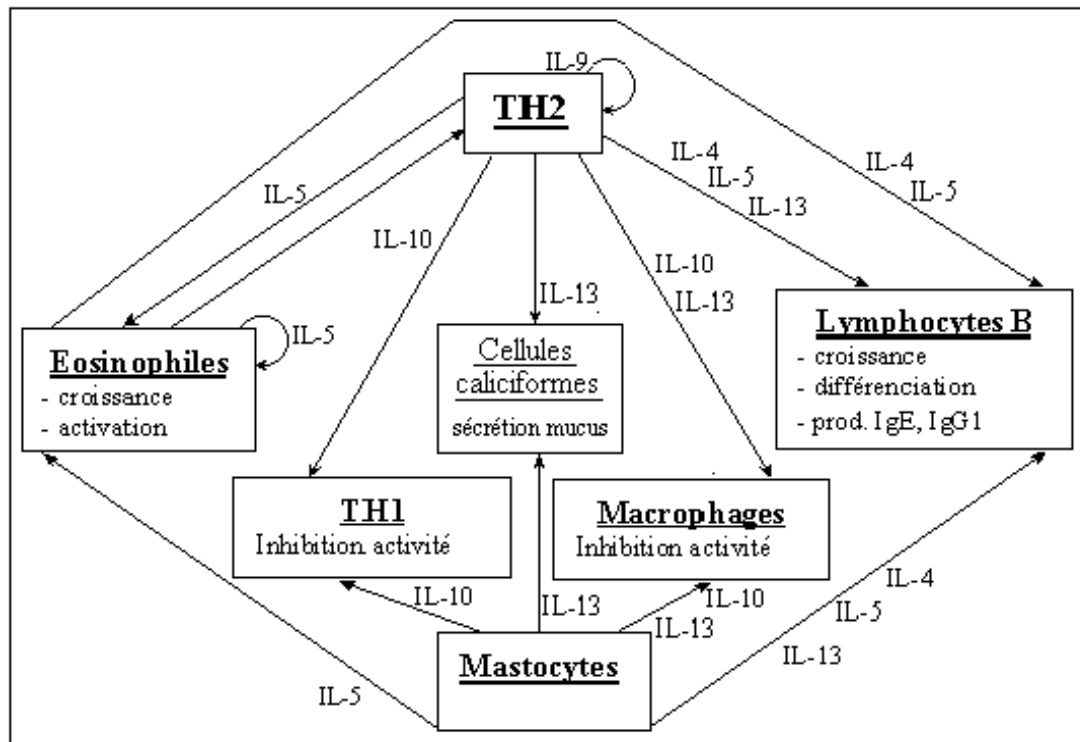 IL-9
TH2
IL-4
IL-5
IL-13
IL-4
IL-5
IL-5
IL-10
IL-13
IL-10
IL-13
Eosinophiles
- croissance
- activation
IL-5
Cellules
caliciformes
sécrétion mucus
Lymphocytes B
- croissance
- différenciation
- prod. IgE, IgG1
TH1
Inhibition activité
Macrophages
Inhibition activité
IL-10
IL-13
IL-10
IL-13
IL-4
IL-5
IL-13
Mastocytes
IL-5